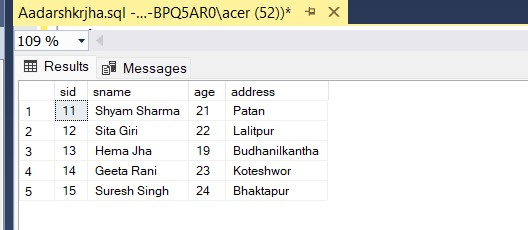 Aadarshkrjha.sql -...-BPQ5AR0\acer (52))*
109 %
Results Messages
sid sname age address
1 11 Shyam Sharma 21 Patan
2 12 Sita Giri 22 Lalitpur
3 13 Hema Jha 19 Budhanilkantha
4 14 Geeta Rani 23 Koteshwor
5 15 Suresh Singh 24 Bhaktapur